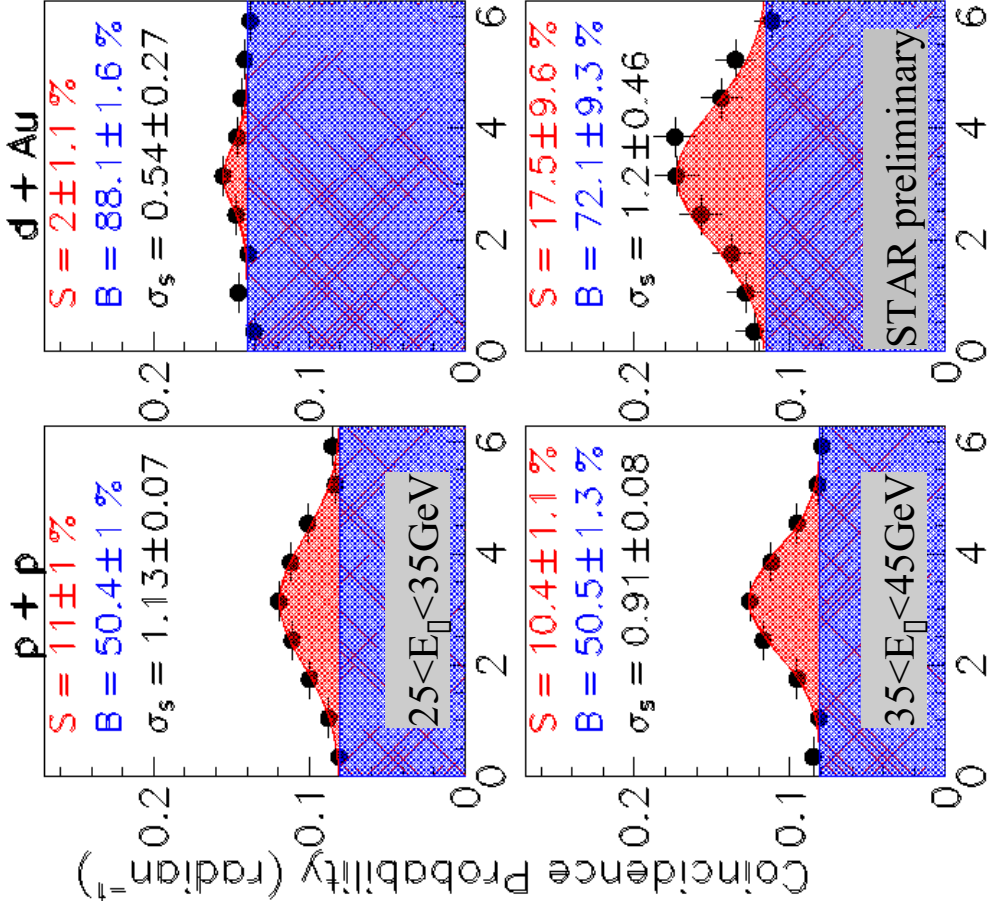 p + p
d + Au
Coincidence Probability (radian⁻¹)
S = 11±1 %
B = 50.4±1 %
σs = 1.13±0.07
25<E▯<35GeV
0.2
0.1
0
0 2 4 6
S = 2±1.1 %
B = 88.1±1.6 %
σs = 0.54±0.27
0.2
0.1
0
0 2 4 6
S = 10.4±1.1 %
B = 50.5±1.3 %
σs = 0.91±0.08
35<E▯<45GeV
0.2
0.1
0
0 2 4 6
S = 17.5±9.6 %
B = 72.1±9.3 %
σs = 1.2±0.46
STAR preliminary
0.2
0.1
0
0 2 4 6